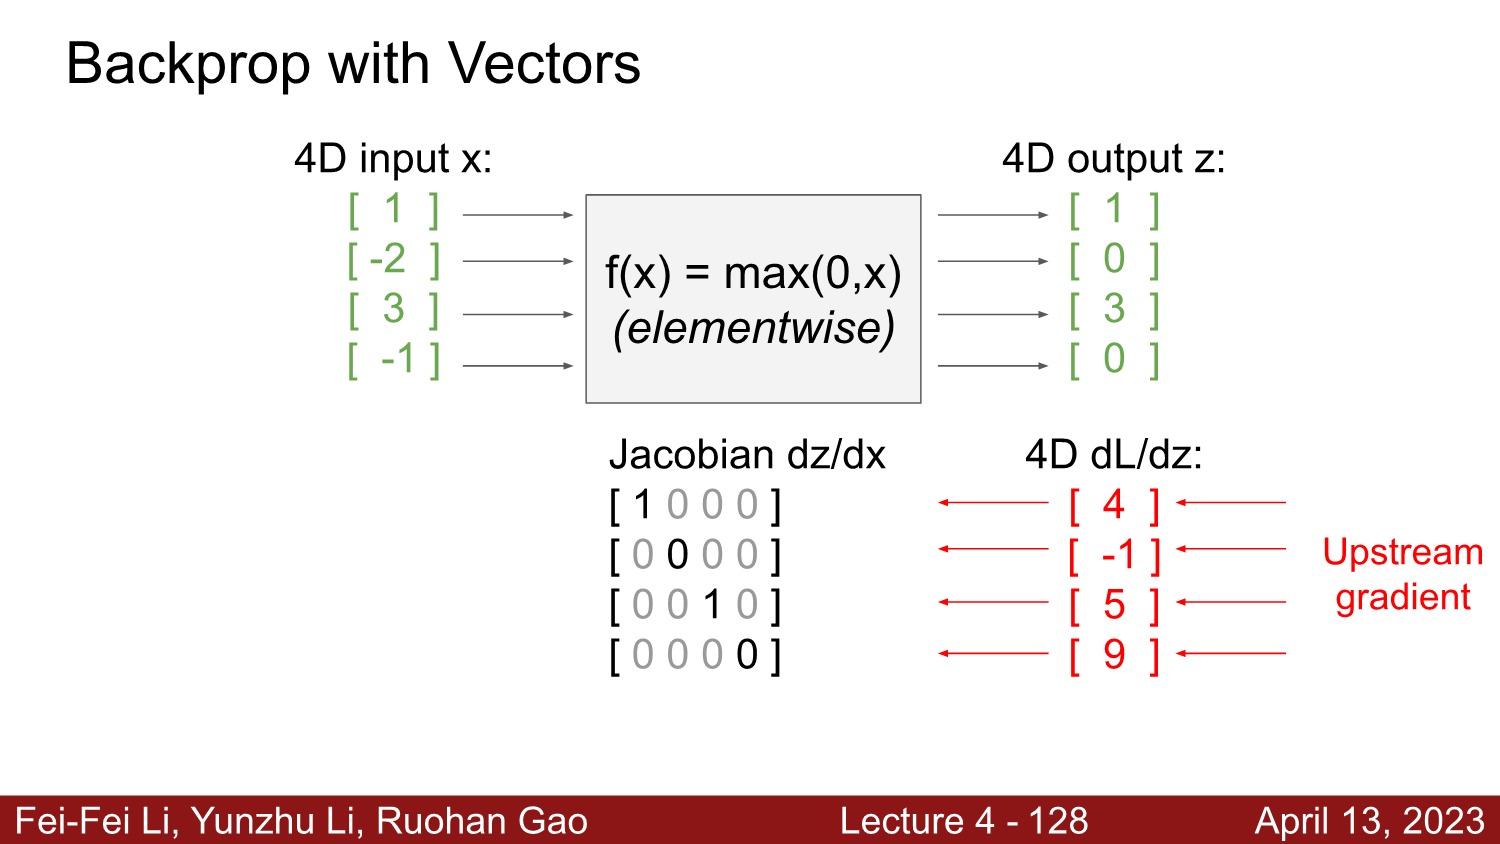 Backprop with Vectors
4D input x:
[ 1 ]
[ -2 ]
[ 3 ]
[ -1 ]
f(x) = max(0,x)
(elementwise)
4D output z:
[ 1 ]
[ 0 ]
[ 3 ]
[ 0 ]
Jacobian dz/dx
[ 1 0 0 0 ]
[ 0 0 0 0 ]
[ 0 0 1 0 ]
[ 0 0 0 0 ]
4D dL/dz:
[ 4 ]
[ -1 ]
[ 5 ]
[ 9 ]
Upstream
gradient
Fei-Fei Li, Yunzhu Li, Ruohan Gao
Lecture 4 - 128
April 13, 2023